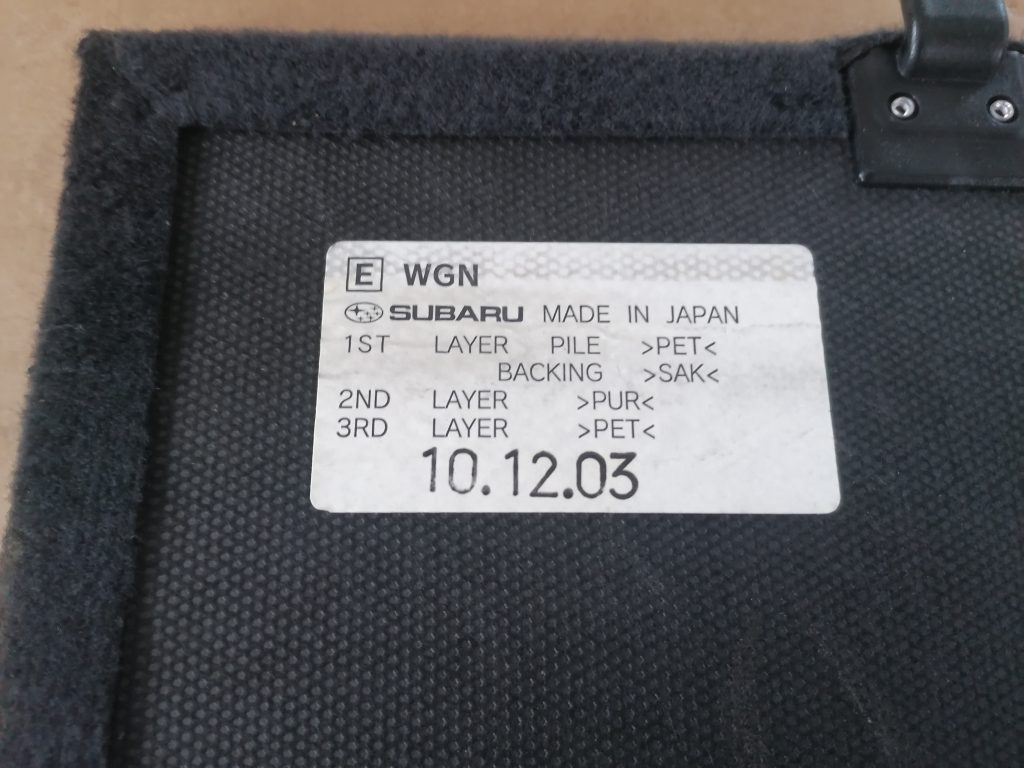 E WGN
SUBARU MADE IN JAPAN
1ST LAYER PILE >PET<
BACKING >SAK<
2ND LAYER >PUR<
3RD LAYER >PET<
10.12.03